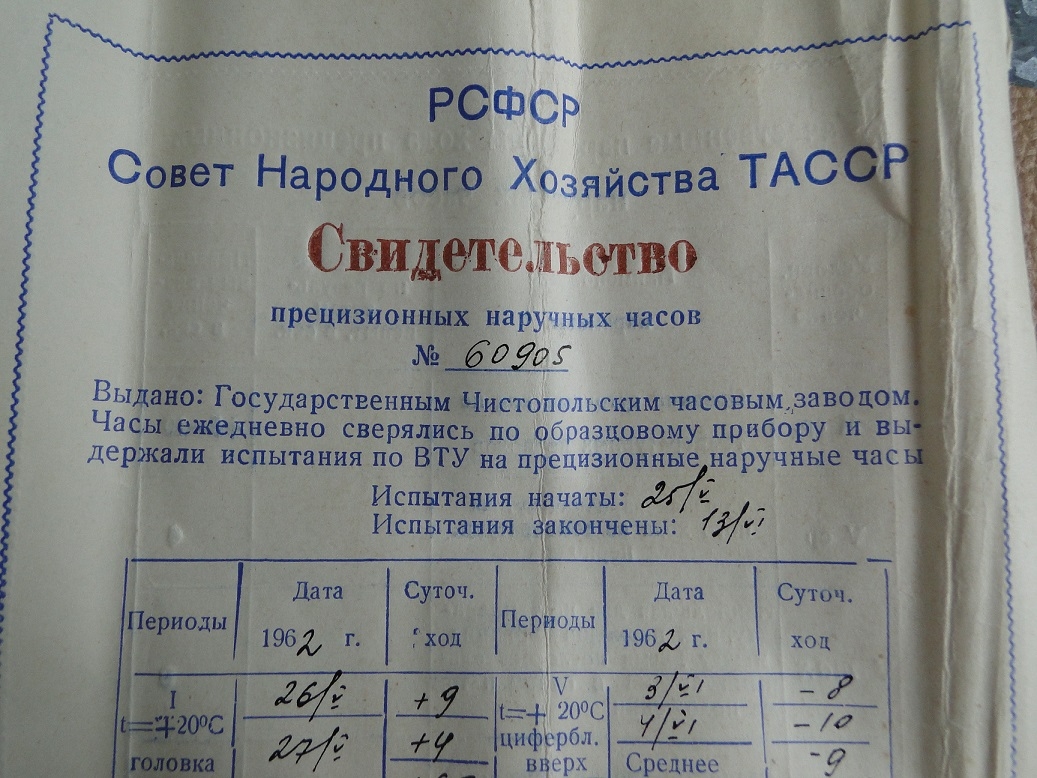 РСФСР
Совет Народного Хозяйства ТАССР
Свидетельство
прецизионных наручных часов
№ 60905
Выдано: Государственным Чистопольским часовым заводом.
Часы ежедневно сверялись по образцовому прибору и вы-
держали испытания по ВТУ на прецизионные наручные часы
Испытания начаты: 25/V
Испытания закончены: 13/VI
Периоды
Дата
1962 г.
Суточ.
ход
Периоды
Дата
1962 г.
Суточ.
ход
I
t=+20°С
головка
26/V
+9
27/V
+4
V
t=+ 20°С
цифербл.
вверх
3/VI
-8
4/VI
-10
Среднее
-9